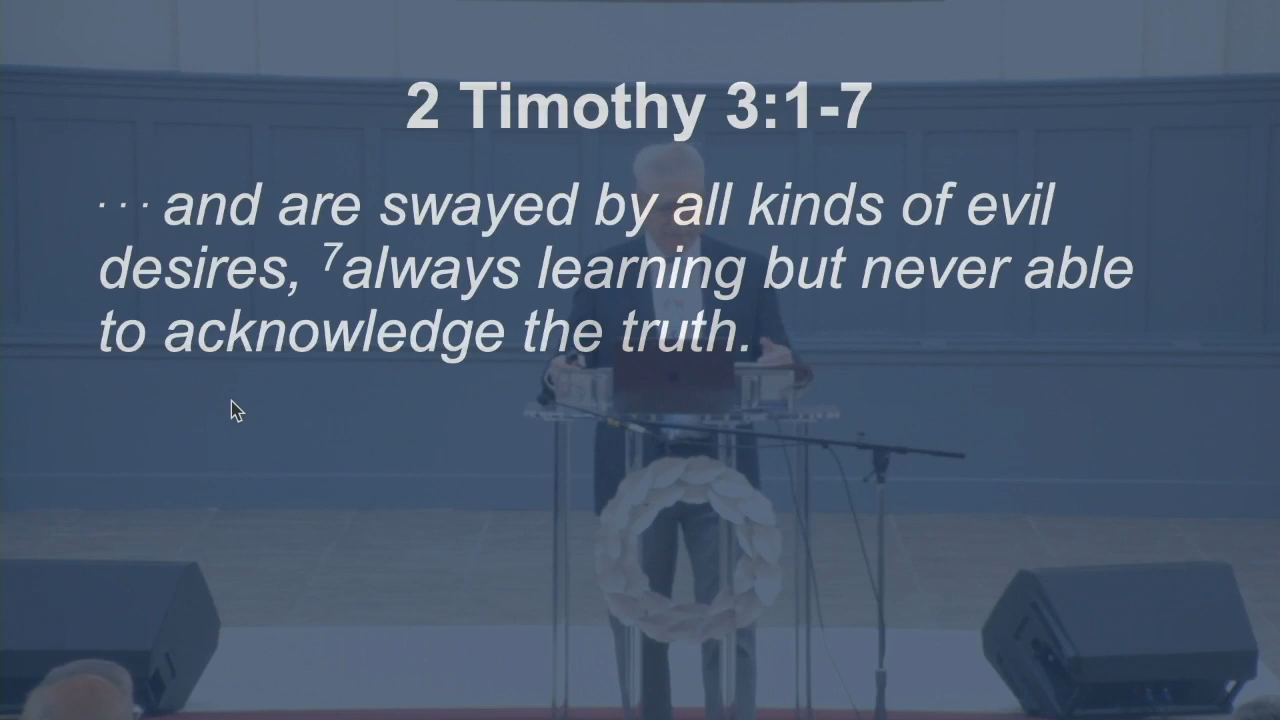 2 Timothy 3:1-7
... and are swayed by all kinds of evil
desires, ⁷always learning but never able
to acknowledge the truth.